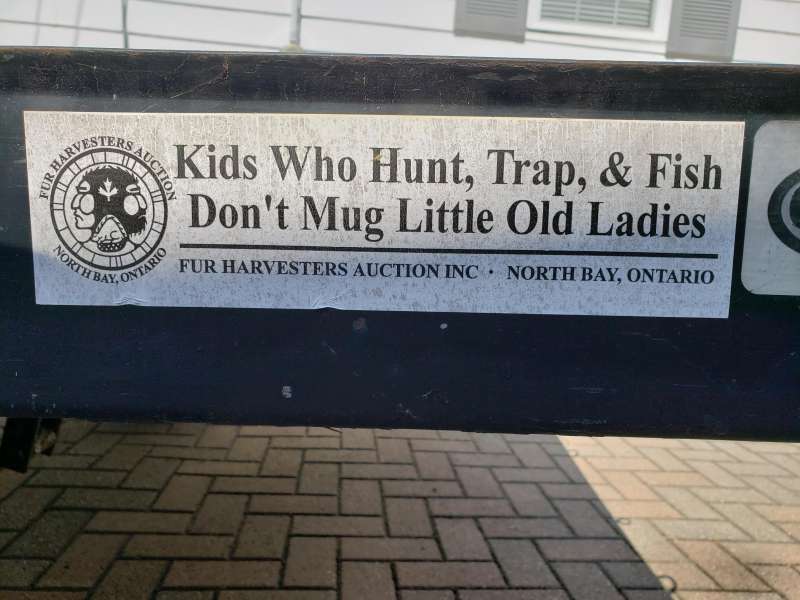 FUR HARVESTERS AUCTION
NORTH BAY, ONTARIO
Kids Who Hunt, Trap, & Fish
Don't Mug Little Old Ladies
FUR HARVESTERS AUCTION INC · NORTH BAY, ONTARIO